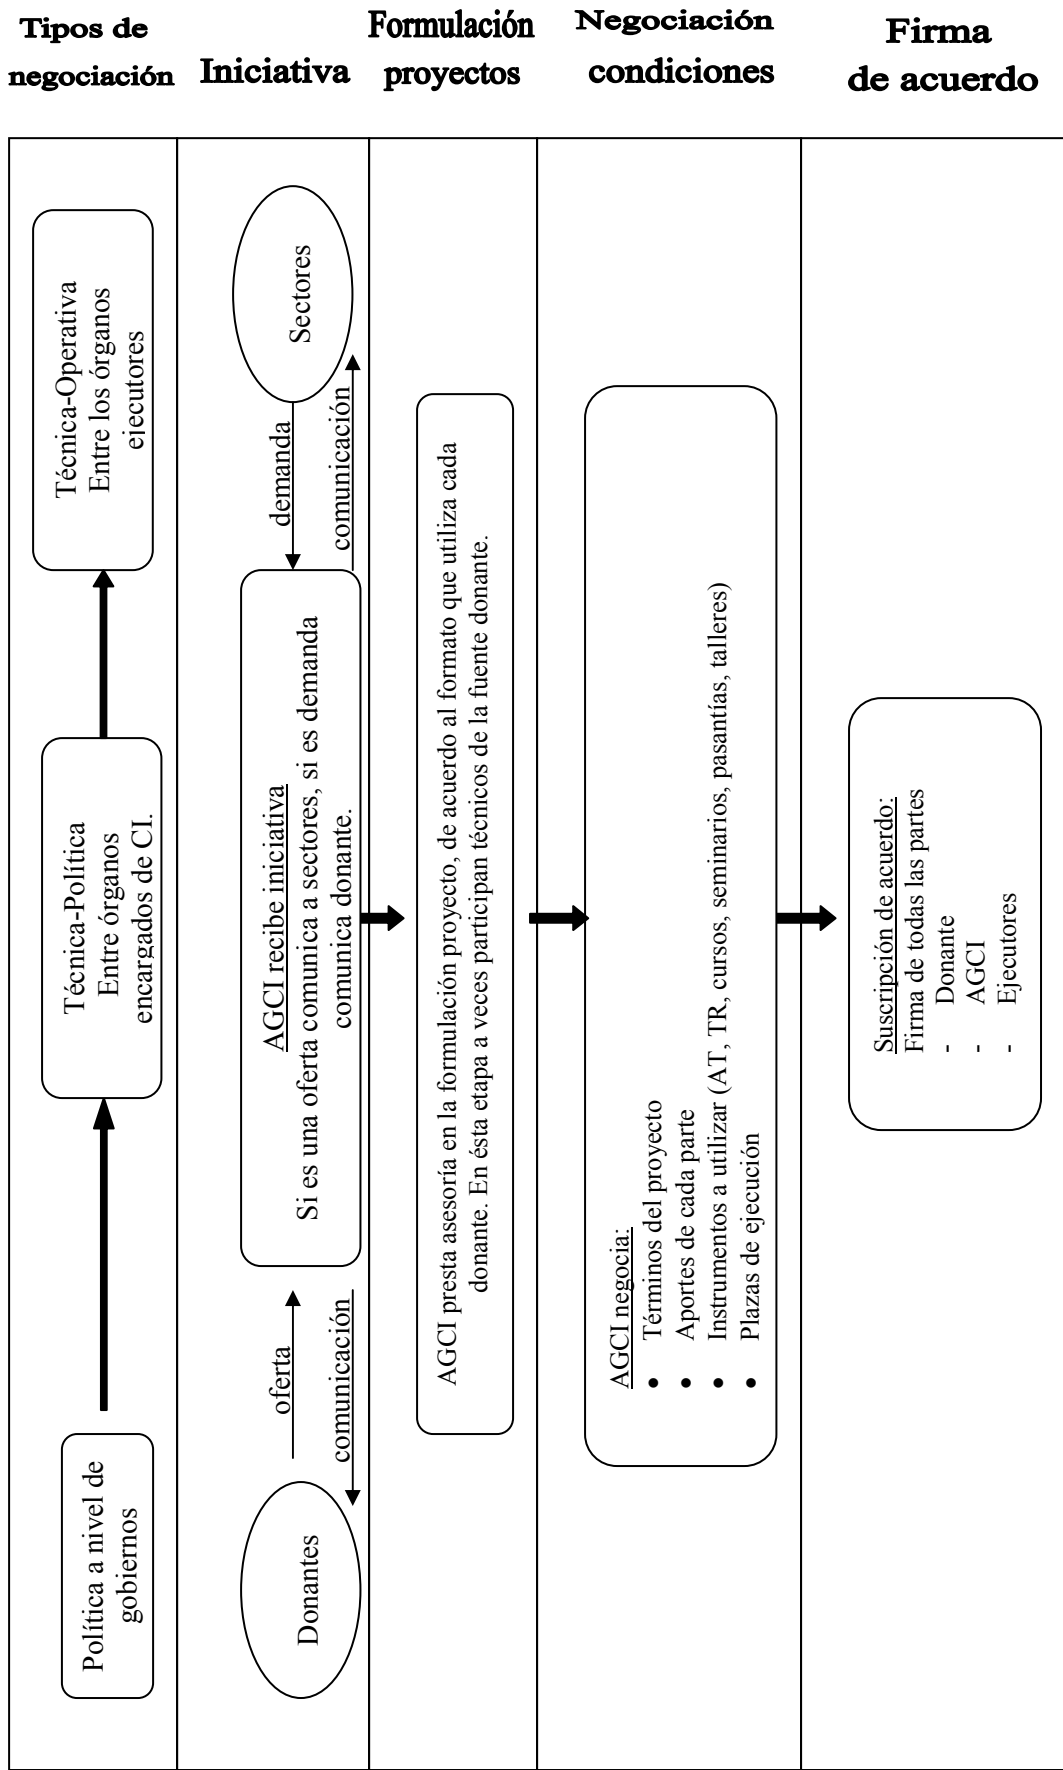 Tipos de
negociación
Iniciativa
Formulación
proyectos
Negociación
condiciones
Firma
de acuerdo
Política a nivel de
gobiernos
Técnica-Política
Entre órganos
encargados de CI.
Técnica-Operativa
Entre los órganos
ejecutores
Donantes
oferta
comunicación
AGCI recibe iniciativa
Si es una oferta comunica a sectores, si es demanda
comunica donante.
demanda
comunicación
Sectores
AGCI presta asesoría en la formulación proyecto, de acuerdo al formato que utiliza cada
donante. En ésta etapa a veces participan técnicos de la fuente donante.
AGCI negocia:
• Términos del proyecto
• Aportes de cada parte
• Instrumentos a utilizar (AT, TR, cursos, seminarios, pasantías, talleres)
• Plazas de ejecución
Suscripción de acuerdo:
Firma de todas las partes
- Donante
- AGCI
- Ejecutores